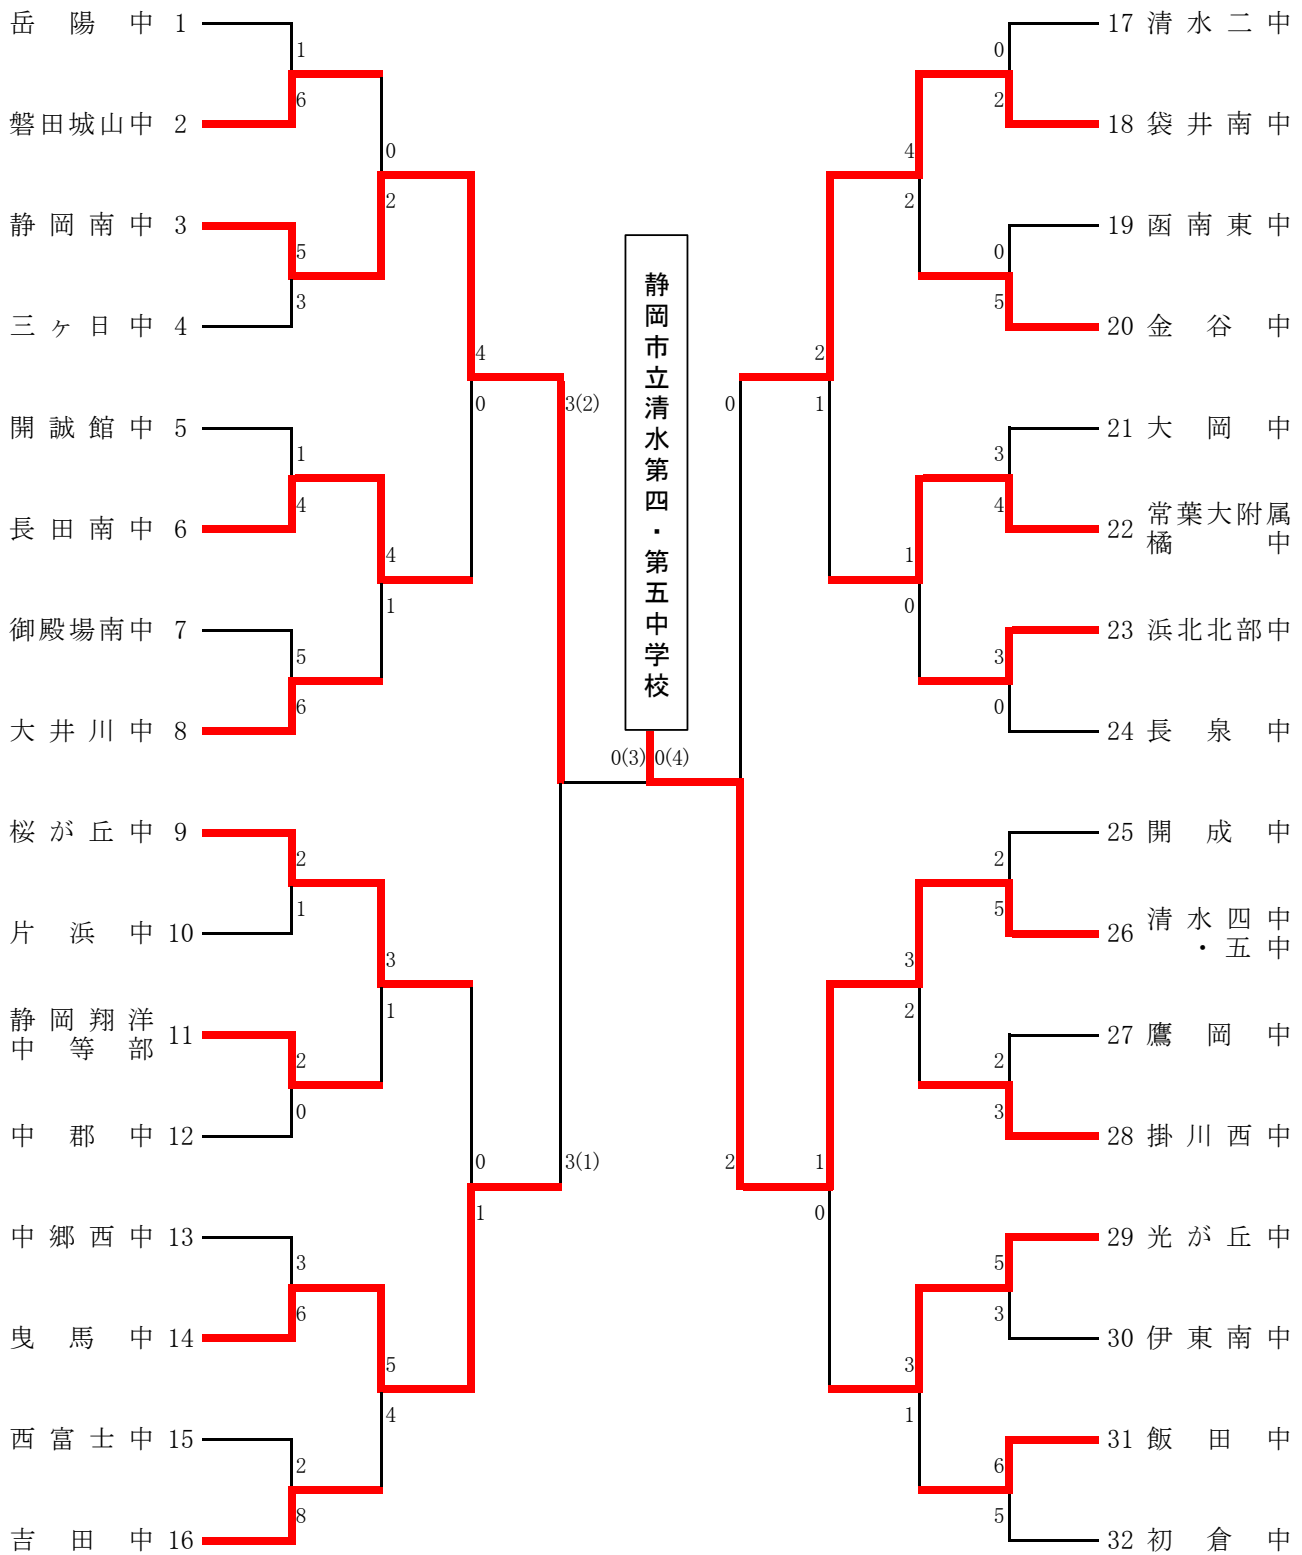 岳陽中 1
1
6
磐田城山中 2
0
2
静岡南中 3
5
3
三ヶ日中 4
4
0
開誠館中 5
1
4
長田南中 6
4
1
御殿場南中 7
5
6
大井川中 8
3(2)
3(1)
桜が丘中 9
2
1
片浜中 10
3
1
静岡翔洋
中等部 11
2
0
中郡中 12
0
1
中郷西中 13
3
6
曳馬中 14
5
4
西富士中 15
2
8
吉田中 16
静岡市立清水第四・第五中学校
0(3) 0(4)
17 清水二中
0
2
18 袋井南中
4
2
19 函南東中
0
5
20 金谷中
2
1
21 大岡中
3
4
22 常葉大附属
橘中
1
0
23 浜北北部中
3
0
24 長泉中
0
2
25 開成中
2
5
26 清水四中
・五中
3
2
27 鷹岡中
2
3
28 掛川西中
1
0
29 光が丘中
5
3
30 伊東南中
3
1
31 飯田中
6
5
32 初倉中